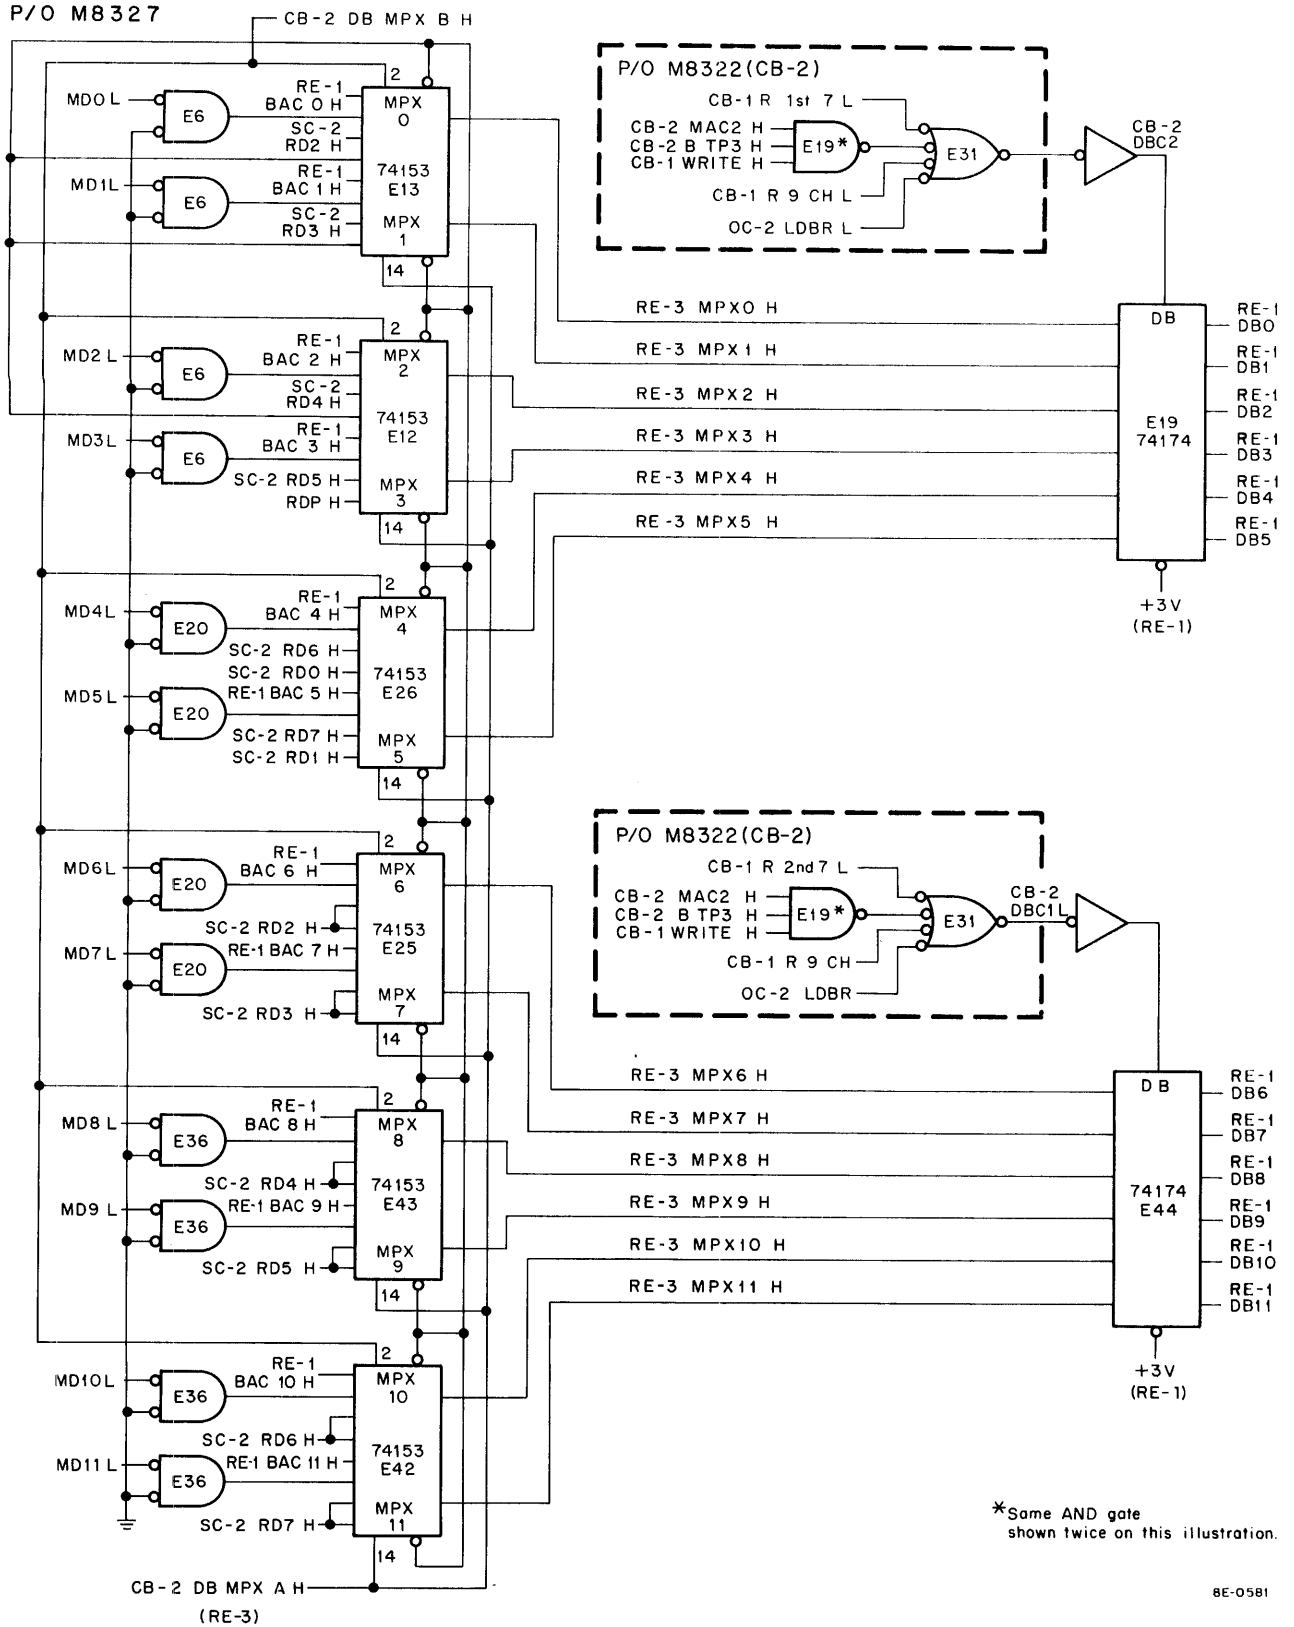 P/O M8327
CB-2 DB MPX B H
2
MD0 L
E6
RE-1
BAC 0 H
SC-2
RD2 H
MPX
0
MD1L
E6
RE-1
BAC 1 H
SC-2
RD3 H
74153
E13
MPX
1
14
P/O M8322(CB-2)
CB-1 R 1st 7 L
CB-2 MAC2 H
CB-2 B TP3 H
CB-1 WRITE H
E19*
E31
CB-1 R 9 CH L
OC-2 LDBR L
CB-2
DBC2
2
MD2 L
E6
RE-1
BAC 2 H
SC-2
RD4 H
MPX
2
MD3L
E6
RE-1
BAC 3 H
SC-2 RD5 H
RDP H
74153
E12
MPX
3
14
RE-3 MPX0 H
RE-3 MPX1 H
RE-3 MPX2 H
RE-3 MPX3 H
RE-3 MPX4 H
RE-3 MPX5 H
DB
E19
74174
RE-1
DB0
RE-1
DB1
RE-1
DB2
RE-1
DB3
RE-1
DB4
RE-1
DB5
+3V
(RE-1)
2
MD4L
E20
RE-1
BAC 4 H
SC-2 RD6 H
SC-2 RD0 H
MPX
4
MD5L
E20
RE-1 BAC 5 H
SC-2 RD7 H
SC-2 RD1 H
74153
E26
MPX
5
14
2
MD6L
E20
RE-1
BAC 6 H
SC-2 RD2 H
MPX
6
MD7L
E20
RE-1 BAC 7 H
SC-2 RD3 H
74153
E25
MPX
7
14
P/O M8322(CB-2)
CB-1 R 2nd 7 L
CB-2 MAC2 H
CB-2 B TP3 H
CB-1 WRITE H
E19*
E31
CB-1 R 9 CH
OC-2 LDBR
CB-2
DBC1L
2
MD8 L
E36
RE-1
BAC 8 H
SC-2 RD4 H
MPX
8
MD9 L
E36
RE-1 BAC 9 H
SC-2 RD5 H
74153
E43
MPX
9
14
RE-3 MPX6 H
RE-3 MPX7 H
RE-3 MPX8 H
RE-3 MPX9 H
RE-3 MPX10 H
RE-3 MPX11 H
DB
74174
E44
RE-1
DB6
RE-1
DB7
RE-1
DB8
RE-1
DB9
RE-1
DB10
RE-1
DB11
+3V
(RE-1)
2
MD10L
E36
RE-1
BAC 10 H
SC-2 RD6 H
MPX
10
MD11 L
E36
RE-1 BAC 11 H
SC-2 RD7 H
74153
E42
MPX
11
14
CB-2 DB MPX A H
(RE-3)
*Same AND gate
shown twice on this illustration.
8E-0581